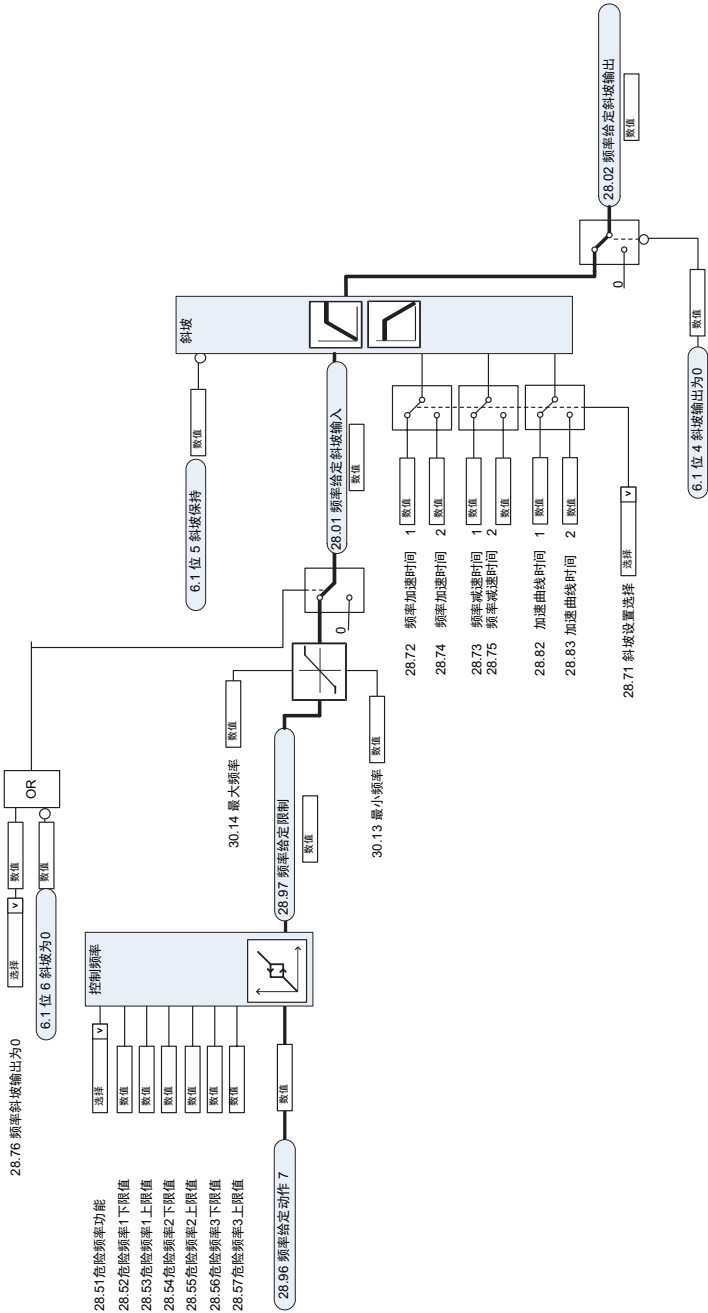 28.76 频率斜坡输出为0
选择
v
数值
6.1 位 6 斜坡为0
数值
OR
28.51危险频率功能
选择
v
28.52危险频率1下限值
数值
28.53危险频率1上限值
数值
28.54危险频率2下限值
数值
28.55危险频率2上限值
数值
28.56危险频率3下限值
数值
28.57危险频率3上限值
数值
28.96 频率给定动作 7
数值
控制频率
28.97 频率给定限制
数值
30.14 最大频率
数值
30.13 最小频率
数值
0
28.01 频率给定斜坡输入
数值
6.1 位 5 斜坡保持
数值
斜坡
28.72 频率加速时间 1
数值
28.74 频率加速时间 2
数值
28.73 频率减速时间 1
数值
28.75 频率减速时间 2
数值
28.82 加速曲线时间 1
数值
28.83 加速曲线时间 2
数值
28.71 斜坡设置选择
选择
v
6.1 位 4 斜坡输出为0
数值
0
28.02 频率给定斜坡输出
数值